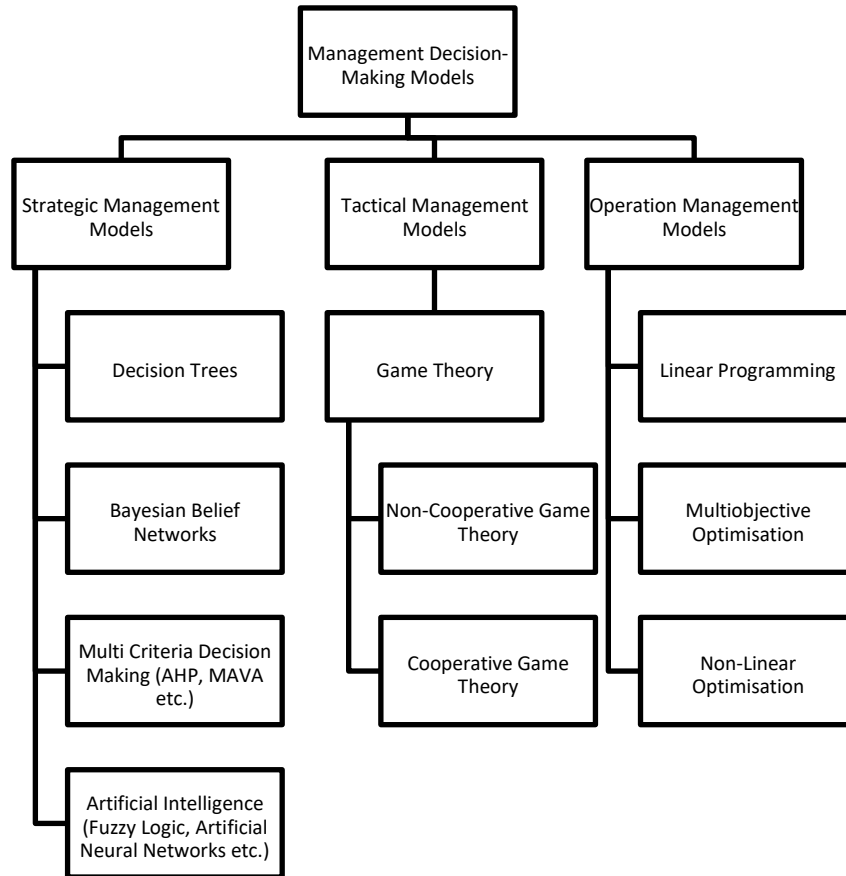 Management Decision-
Making Models
Strategic Management
Models
Tactical Management
Models
Operation Management
Models
Decision Trees
Game Theory
Linear Programming
Bayesian Belief
Networks
Non-Cooperative Game
Theory
Multiobjective
Optimisation
Multi Criteria Decision
Making (AHP, MAVA
etc.)
Cooperative Game
Theory
Non-Linear
Optimisation
Artificial Intelligence
(Fuzzy Logic, Artificial
Neural Networks etc.)